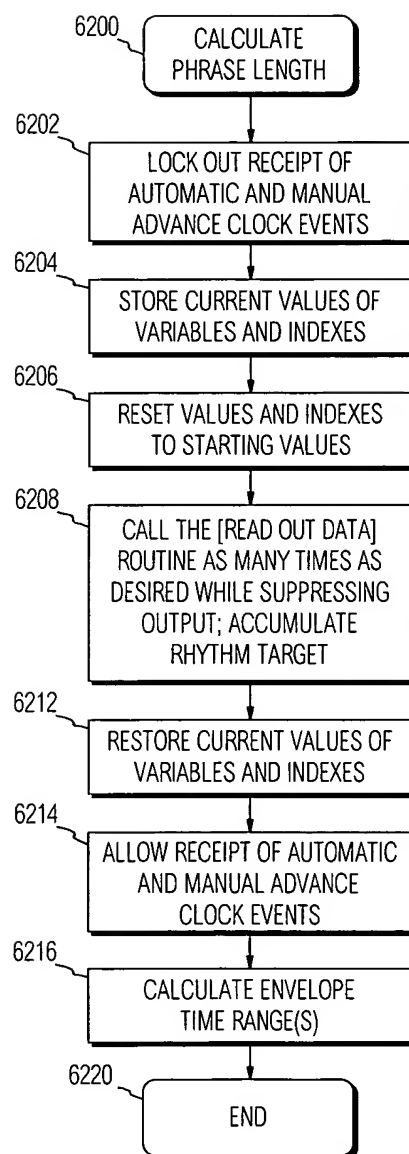 6200
CALCULATE
PHRASE LENGTH
6202
LOCK OUT RECEIPT OF
AUTOMATIC AND MANUAL
ADVANCE CLOCK EVENTS
6204
STORE CURRENT VALUES OF
VARIABLES AND INDEXES
6206
RESET VALUES AND INDEXES
TO STARTING VALUES
6208
CALL THE [READ OUT DATA]
ROUTINE AS MANY TIMES AS
DESIRED WHILE SUPPRESSING
OUTPUT; ACCUMULATE
RHYTHM TARGET
6212
RESTORE CURRENT VALUES OF
VARIABLES AND INDEXES
6214
ALLOW RECEIPT OF AUTOMATIC
AND MANUAL ADVANCE
CLOCK EVENTS
6216
CALCULATE ENVELOPE
TIME RANGE(S)
6220
END